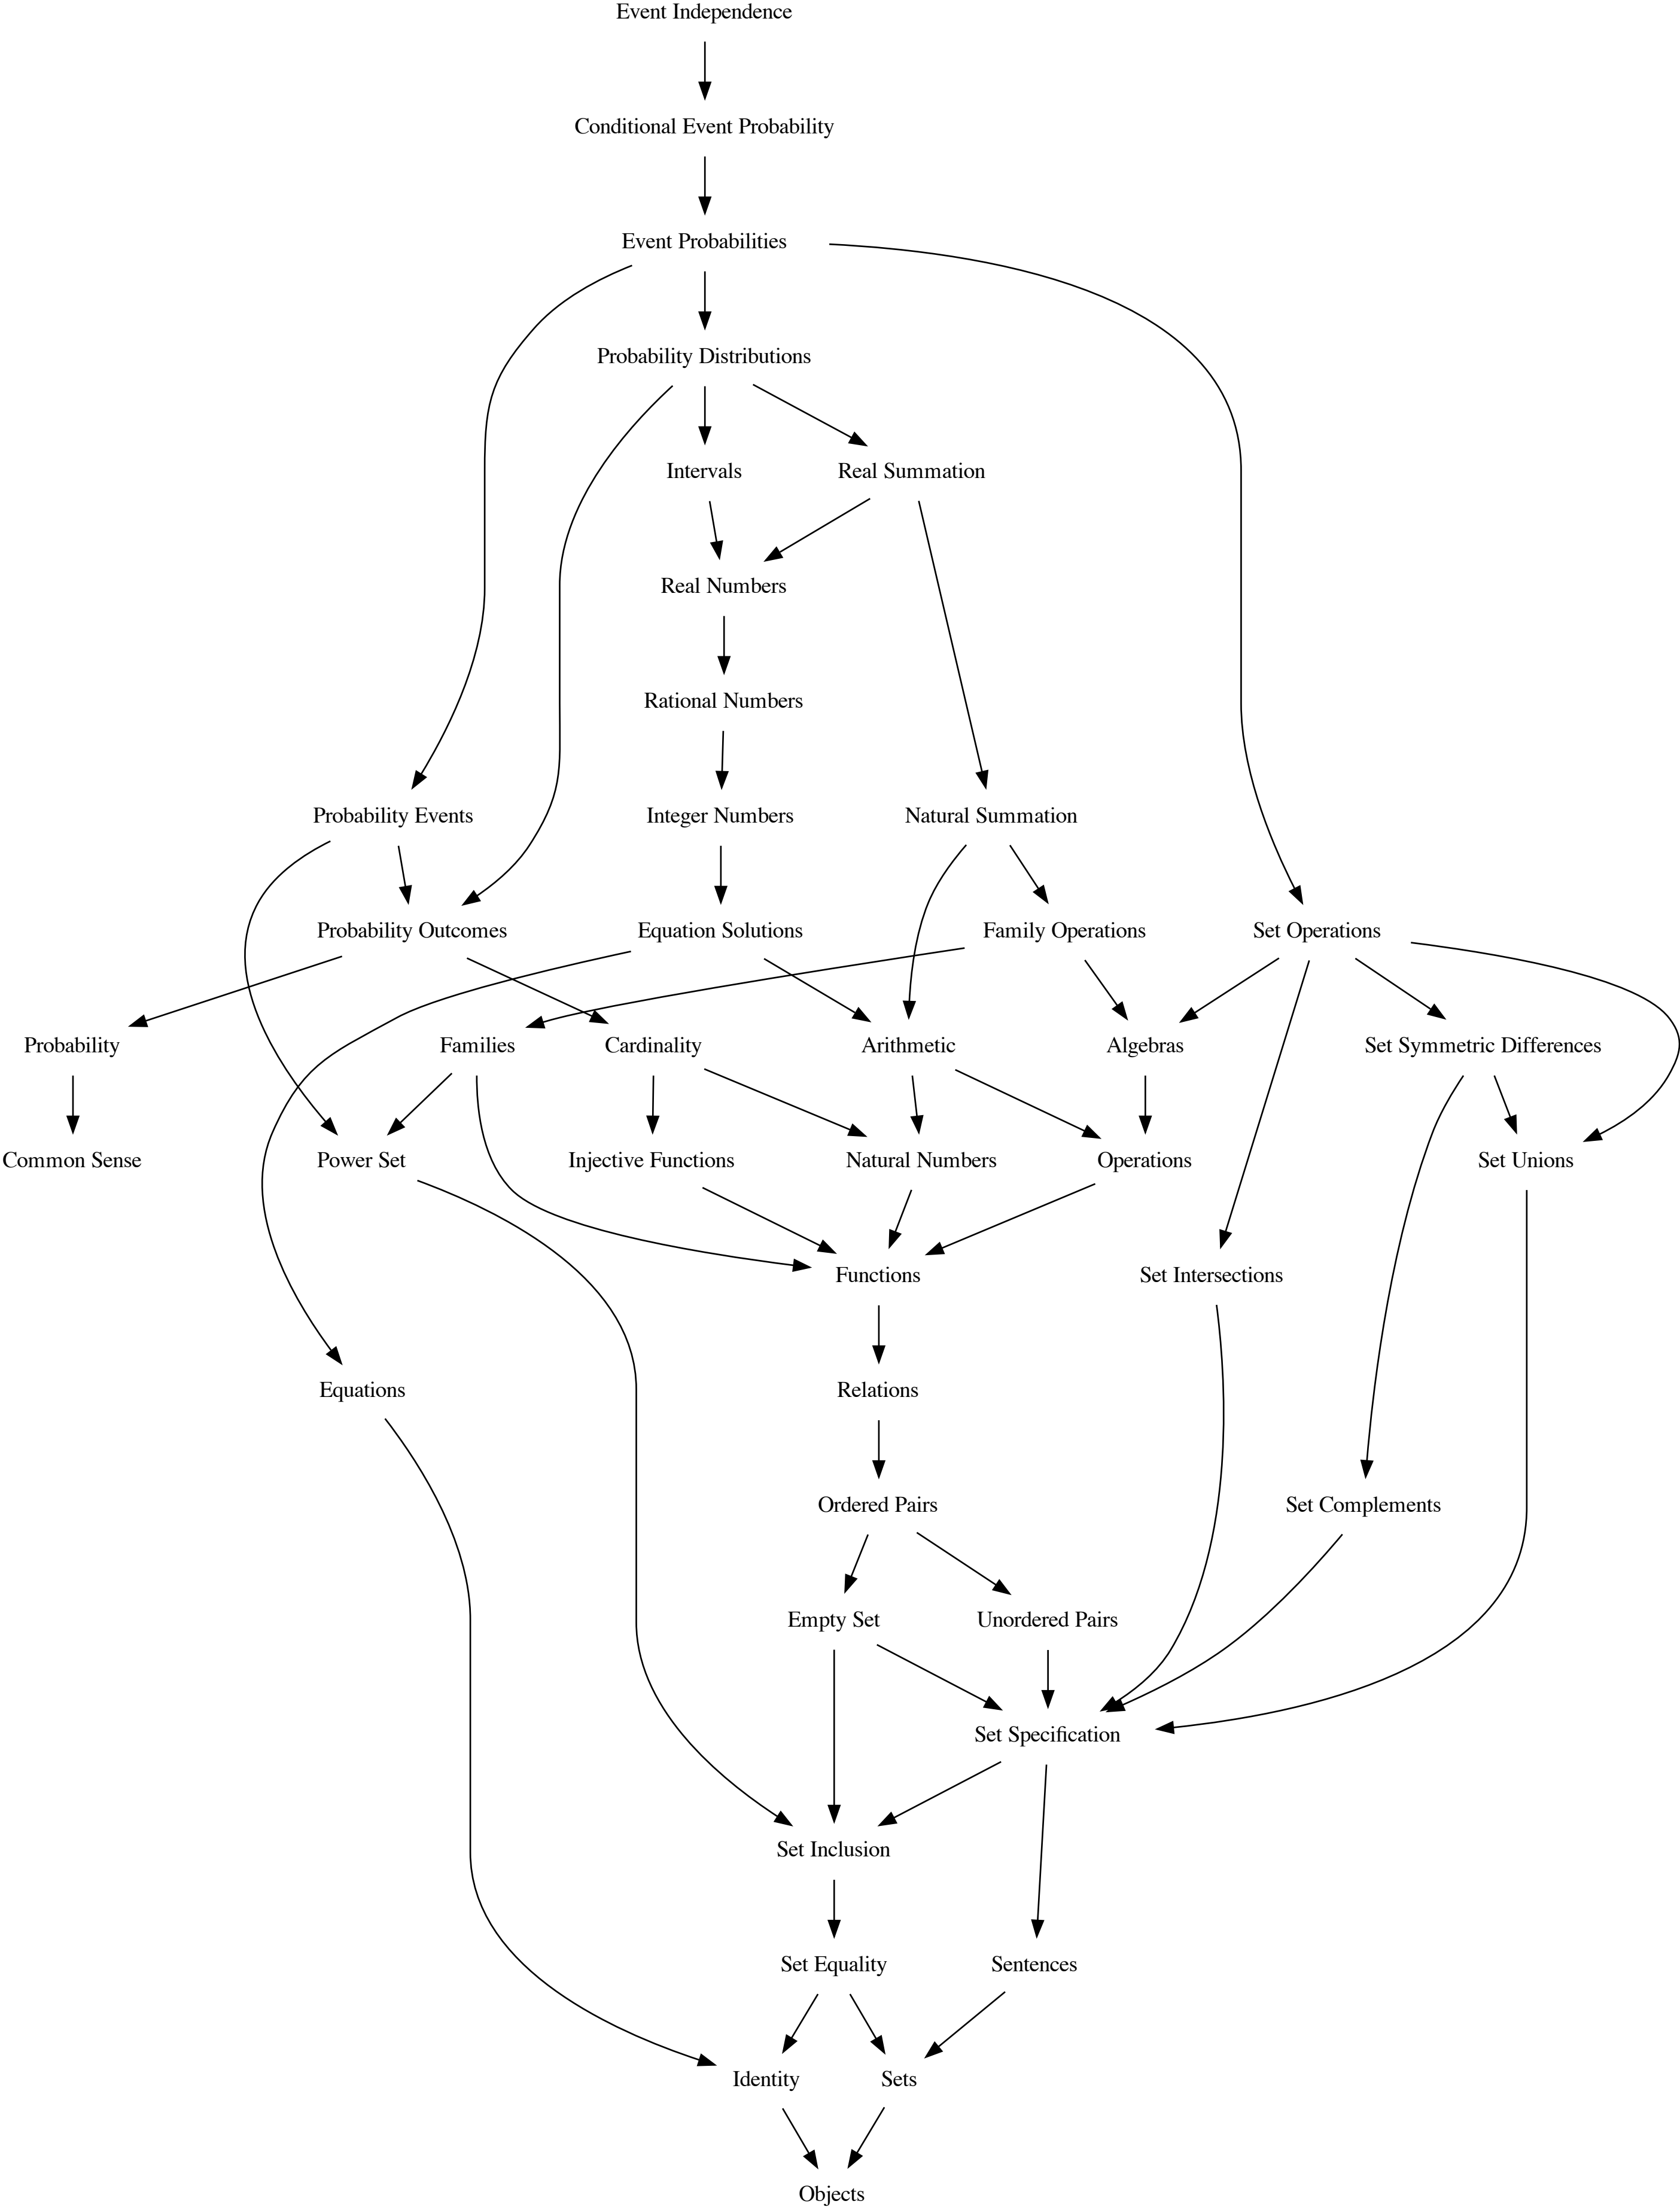 Event Independence
Conditional Event Probability
Event Probabilities
Probability Distributions
Intervals
Real Summation
Real Numbers
Rational Numbers
Probability Events
Integer Numbers
Natural Summation
Probability Outcomes
Equation Solutions
Family Operations
Set Operations
Probability
Families
Cardinality
Arithmetic
Algebras
Set Symmetric Differences
Common Sense
Power Set
Injective Functions
Natural Numbers
Operations
Set Unions
Functions
Set Intersections
Equations
Relations
Ordered Pairs
Set Complements
Empty Set
Unordered Pairs
Set Specification
Set Inclusion
Set Equality
Sentences
Identity
Sets
Objects